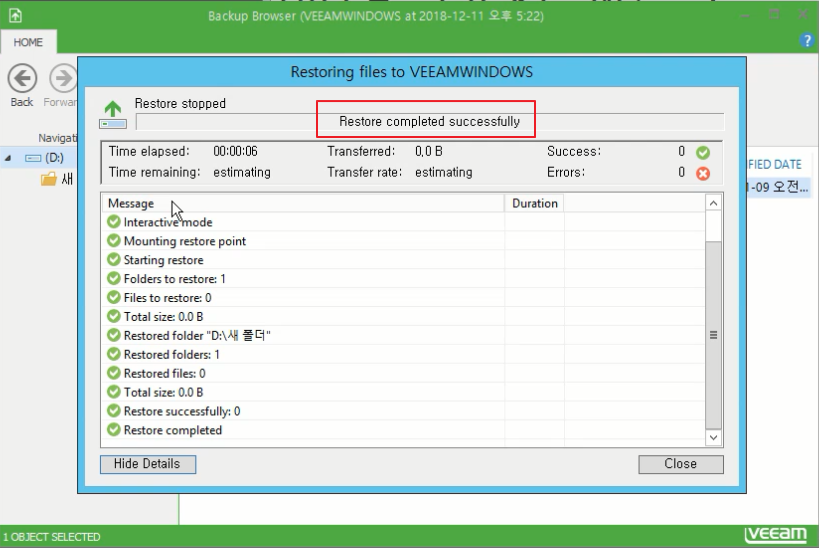 Backup Browser (VEEAMWINDOWS at 2018-12-11 오후 5:22)
HOME
?
Back Forwar
Navigati
(D:)
새
FIED DATE
1-09 오전...
Restoring files to VEEAMWINDOWS
Restore stopped
Restore completed successfully
Time elapsed: 00:00:06 Transferred: 0,0 B Success: 0
Time remaining: estimating Transfer rate: estimating Errors: 0
Message Duration
Interactive mode
Mounting restore point
Starting restore
Folders to restore: 1
Files to restore: 0
Total size: 0.0 B
Restored folder "D:\새 폴더"
Restored folders: 1
Restored files: 0
Total size: 0.0 B
Restore successfully: 0
Restore completed
Hide Details Close
1 OBJECT SELECTED
veeam